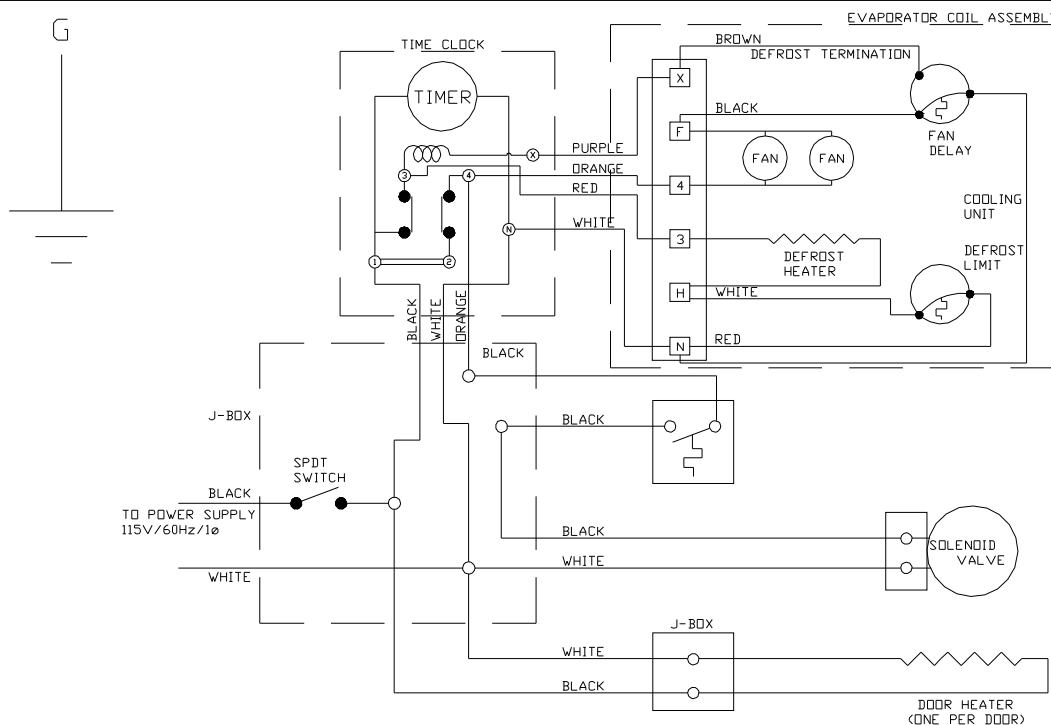 EVAPORATOR COIL ASSEMBLY
G
TIME CLOCK
BROWN
DEFROST TERMINATION
X
TIMER
BLACK
F
FAN
DELAY
PURPLE
X
FAN
FAN
ORANGE
3
4
4
RED
COOLING
UNIT
WHITE
N
3
DEFROST
HEATER
DEFROST
LIMIT
1
2
H
WHITE
BLACK
WHITE
ORANGE
RED
N
BLACK
J-BOX
BLACK
SPDT
SWITCH
BLACK
TO POWER SUPPLY
115V/60Hz/1ø
BLACK
SOLENOID
VALVE
WHITE
WHITE
J-BOX
WHITE
BLACK
DOOR HEATER
(ONE PER DOOR)